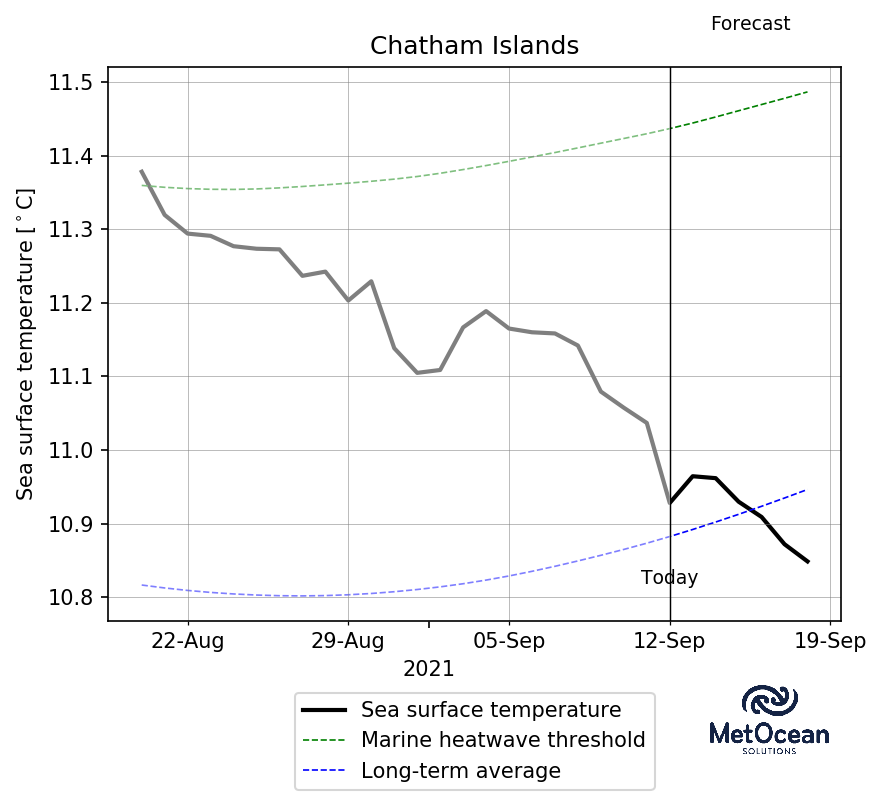 Forecast
Chatham Islands
Sea surface temperature [°C]
11.5
11.4
11.3
11.2
11.1
11.0
10.9
10.8
Today
22-Aug 29-Aug 05-Sep 12-Sep 19-Sep
2021
Sea surface temperature
Marine heatwave threshold
Long-term average
MetOcean
SOLUTIONS